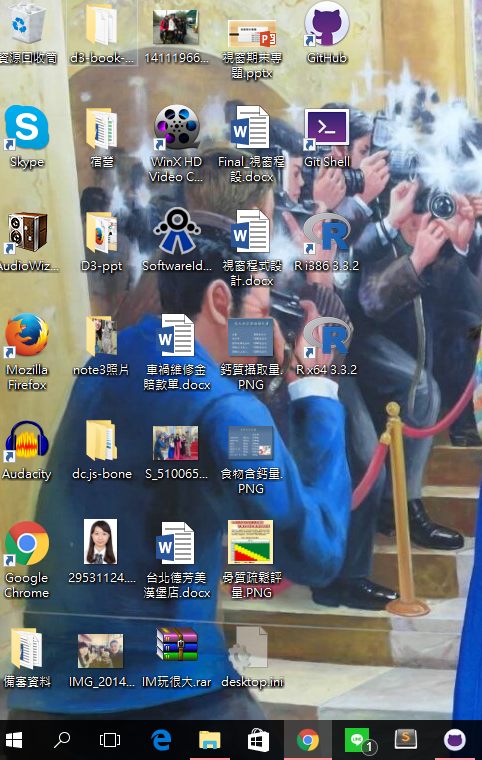 資源回收筒
d3-book-...
14111966...
視窗期末專
題.pptx
GitHub
Skype
宿營
WinX HD
Video C...
Final_視窗程
設.docx
Git Shell
AudioWiz...
D3-ppt
SoftwareId...
視窗程式設
計.docx
R i386 3.3.2
Mozilla
Firefox
note3照片
車禍維修金
賠款單.docx
鈣質攝取量.
PNG
R x64 3.3.2
Audacity
dc.js-bone
S_510065...
食物含鈣量.
PNG
Google
Chrome
29531124....
台北德芳美
漢堡店.docx
骨質疏鬆評
量.PNG
備審資料
IMG_2014...
IM玩很大.rar
desktop.ini
LINE
1